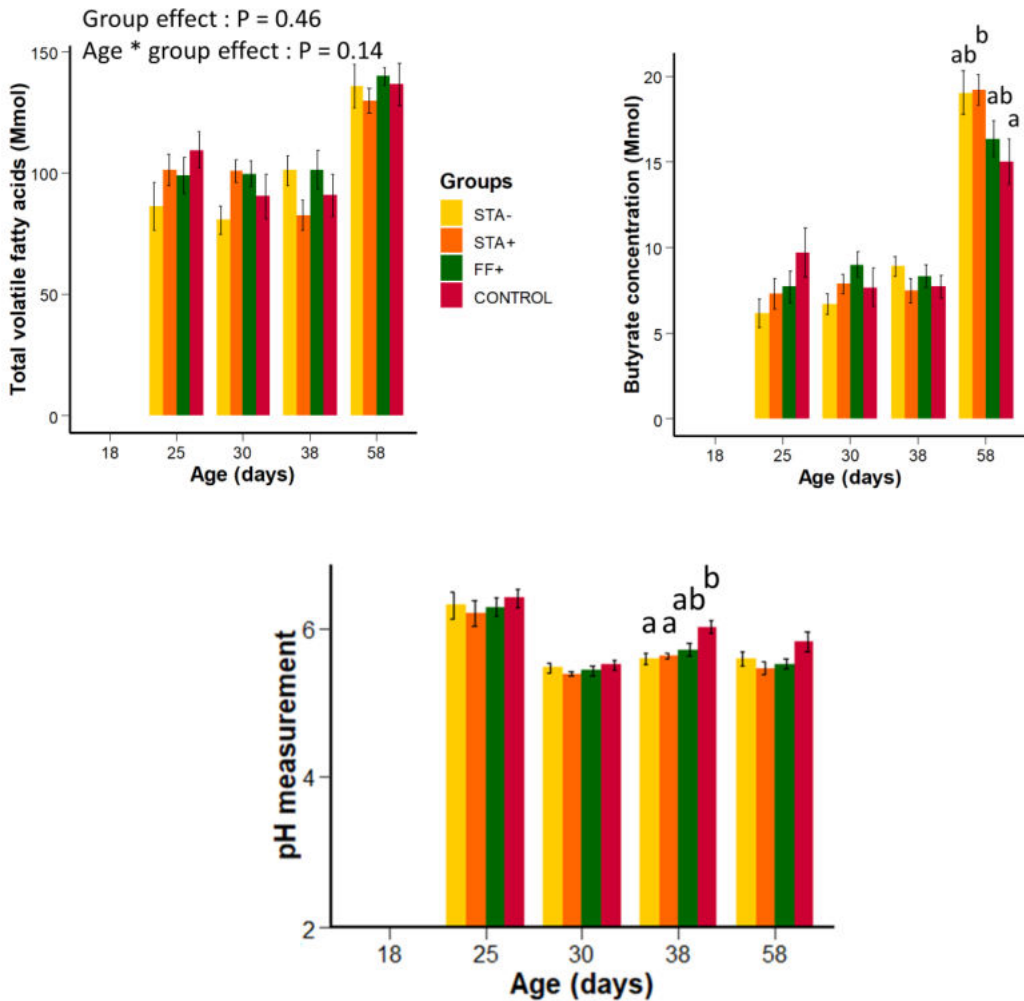 Group effect : P = 0.46
Age * group effect : P = 0.14
Total volatile fatty acids (Mmol)
150
100
50
0
18 25 30 38 58
Age (days)
Groups
STA-
STA+
FF+
CONTROL
Butyrate concentration (Mmol)
20
15
10
5
0
ab b ab a
18 25 30 38 58
Age (days)
pH measurement
6
4
2
a a ab b
18 25 30 38 58
Age (days)